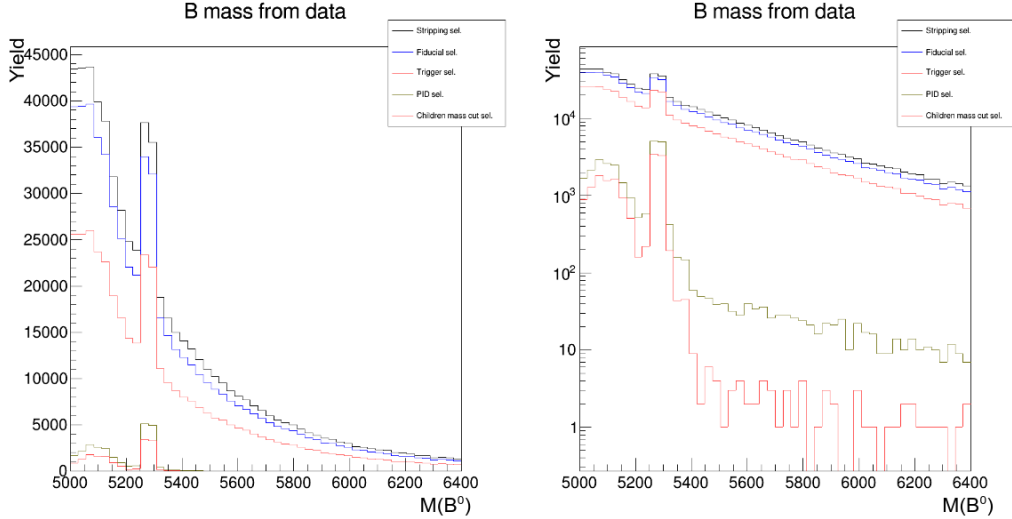 B mass from data
Yield
Stripping sel.
Fiducial sel.
Trigger sel.
PID sel.
Children mass cut sel.
45000
40000
35000
30000
25000
20000
15000
10000
5000
0
5000 5200 5400 5600 5800 6000 6200 6400
M(B⁰)
B mass from data
Yield
Stripping sel.
Fiducial sel.
Trigger sel.
PID sel.
Children mass cut sel.
10⁴
10³
10²
10
1
5000 5200 5400 5600 5800 6000 6200 6400
M(B⁰)